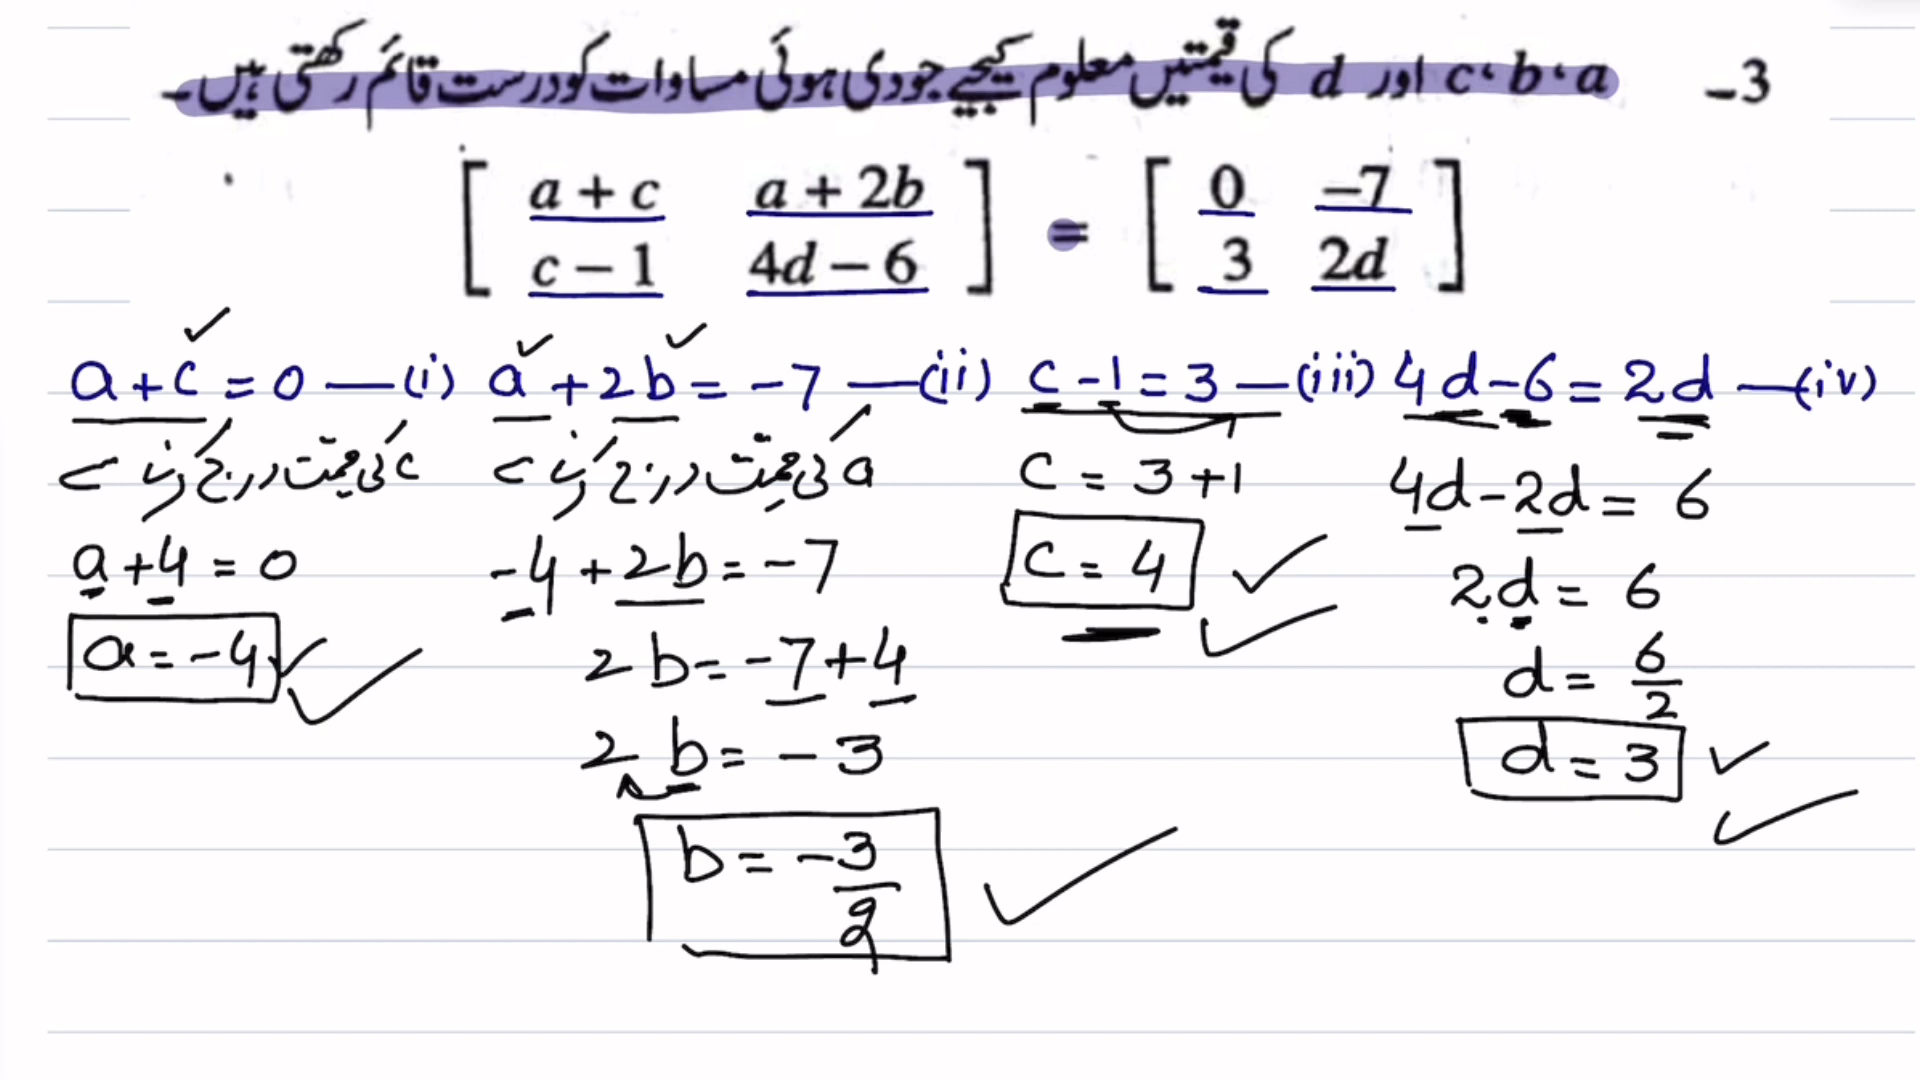 3- a، b، c اور d کی قیمتیں معلوم کیجیے جو دی ہوئی مساوات کو درست قائم رکھتی ہیں۔
[ a + c   a + 2b ] = [ 0   -7 ]
[ c - 1   4d - 6 ]   [ 3   2d ]
a + c = 0 —(i)   a + 2b = -7 —(ii)   c - 1 = 3 —(iii)   4d - 6 = 2d —(iv)
c کی قیمت درج کرنے سے   a کی قیمت درج کرنے سے   c = 3 + 1   4d - 2d = 6
a + 4 = 0   -4 + 2b = -7   c = 4   2d = 6
a = -4   2b = -7 + 4   d = 6/2
2b = -3   d = 3
b = -3/2